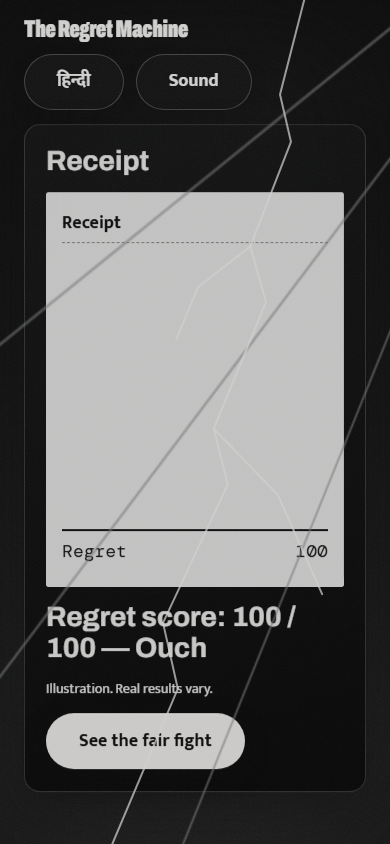 The Regret Machine
हिन्दी
Sound
Receipt
Receipt
Regret 100
Regret score: 100 /
100 — Ouch
Illustration. Real results vary.
See the fair fight